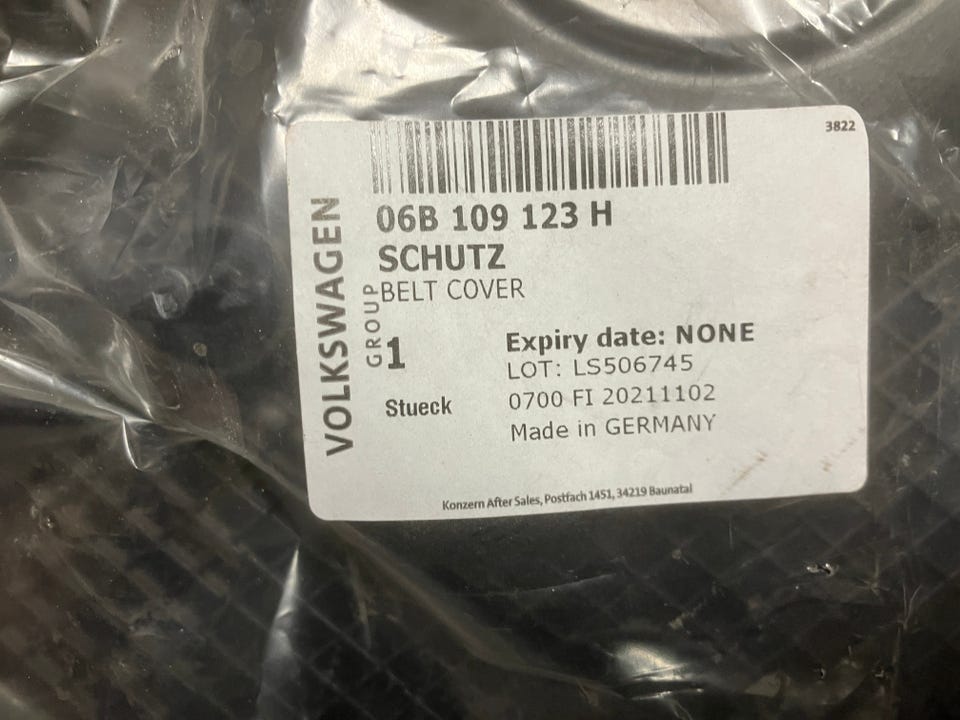 3822
06B 109 123 H
SCHUTZ
BELT COVER
VOLKSWAGEN
GROUP
1
Stueck
Expiry date: NONE
LOT: LS506745
0700 FI 20211102
Made in GERMANY
Konzern After Sales, Postfach 1451, 34219 Baunatal